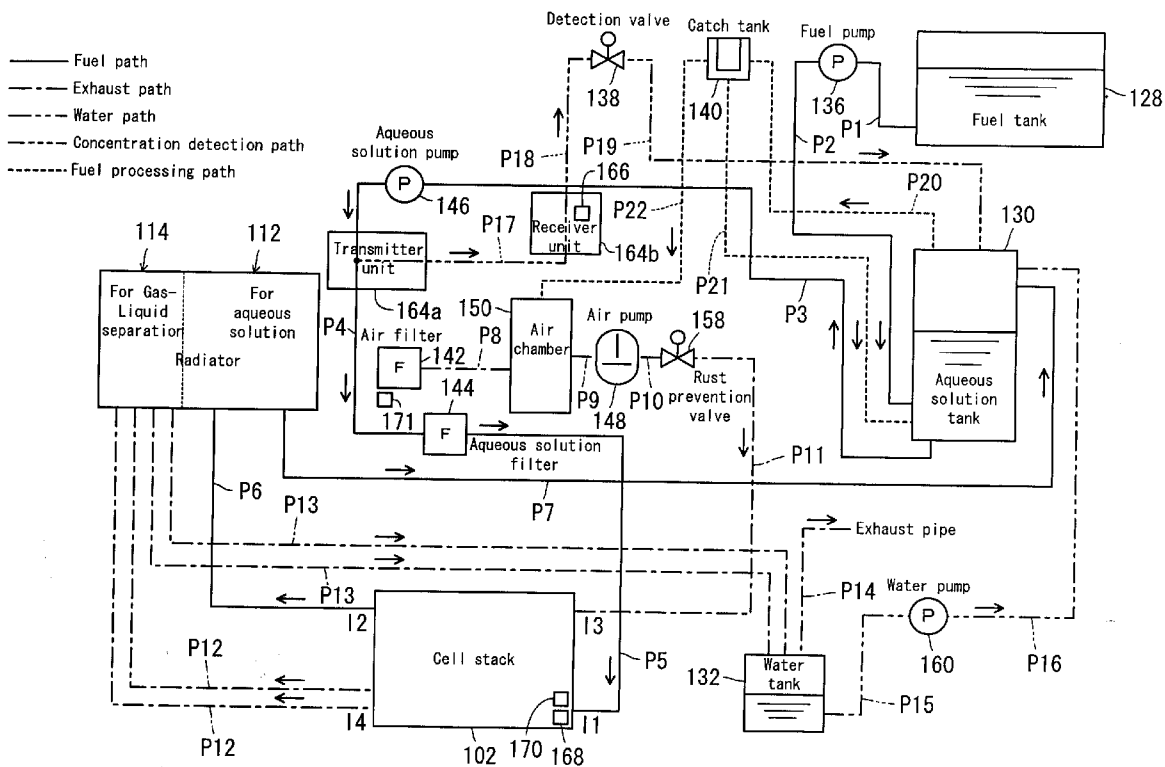 Fuel path
Exhaust path
Water path
Concentration detection path
Fuel processing path
Detection valve
138
Catch tank
140
Fuel pump
P
136
P1
P2
Fuel tank
128
Aqueous
solution pump
P
146
P18
P19
166
P22
P20
130
Transmitter
unit
164a
P17
Receiver
unit
164b
P21
P3
114
112
For Gas-
Liquid
separation
For
aqueous
solution
Radiator
P4
Air filter
F
142
171
P8
150
Air
chamber
P9
Air pump
148
P10
158
Rust
prevention
valve
144
F
Aqueous solution
filter
Aqueous
solution
tank
P11
P6
P7
P13
P13
Exhaust pipe
P14
Water pump
P
160
P16
I2
I3
Cell stack
P5
P12
P12
I4
I1
170
168
102
132
Water
tank
P15